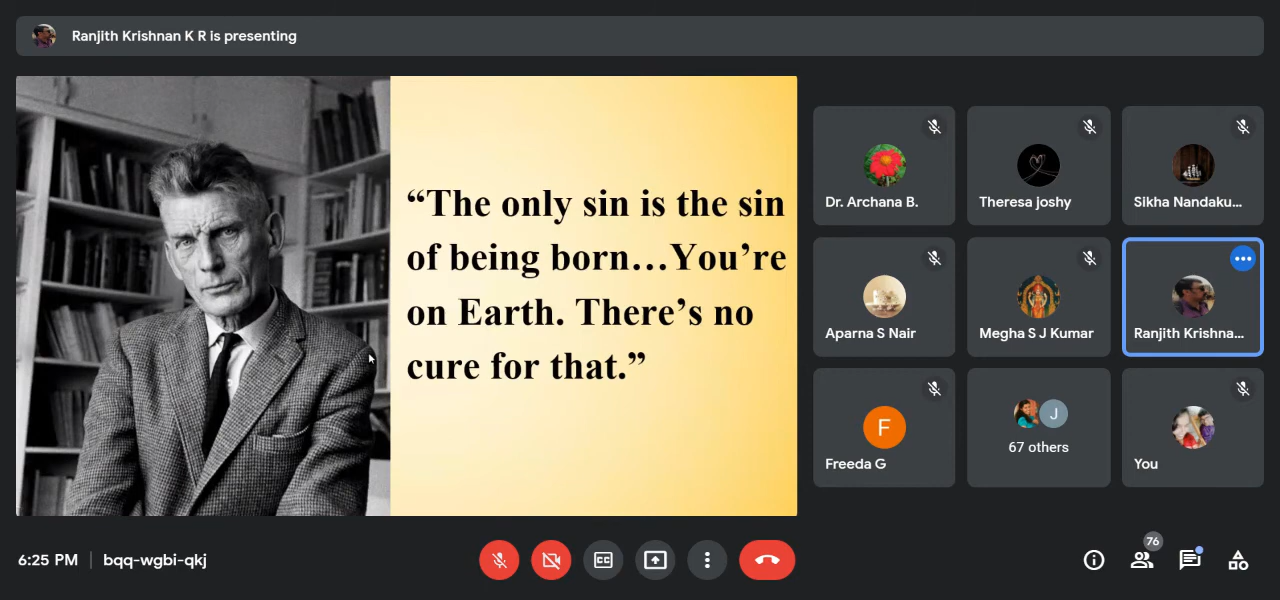 Ranjith Krishnan K R is presenting
“The only sin is the sin
of being born…You’re
on Earth. There’s no
cure for that.”
Dr. Archana B.
Theresa joshy
Sikha Nandaku...
Aparna S Nair
Megha S J Kumar
Ranjith Krishna...
F
Freeda G
J
67 others
You
6:25 PM
bqq-wgbi-qkj
CC
76